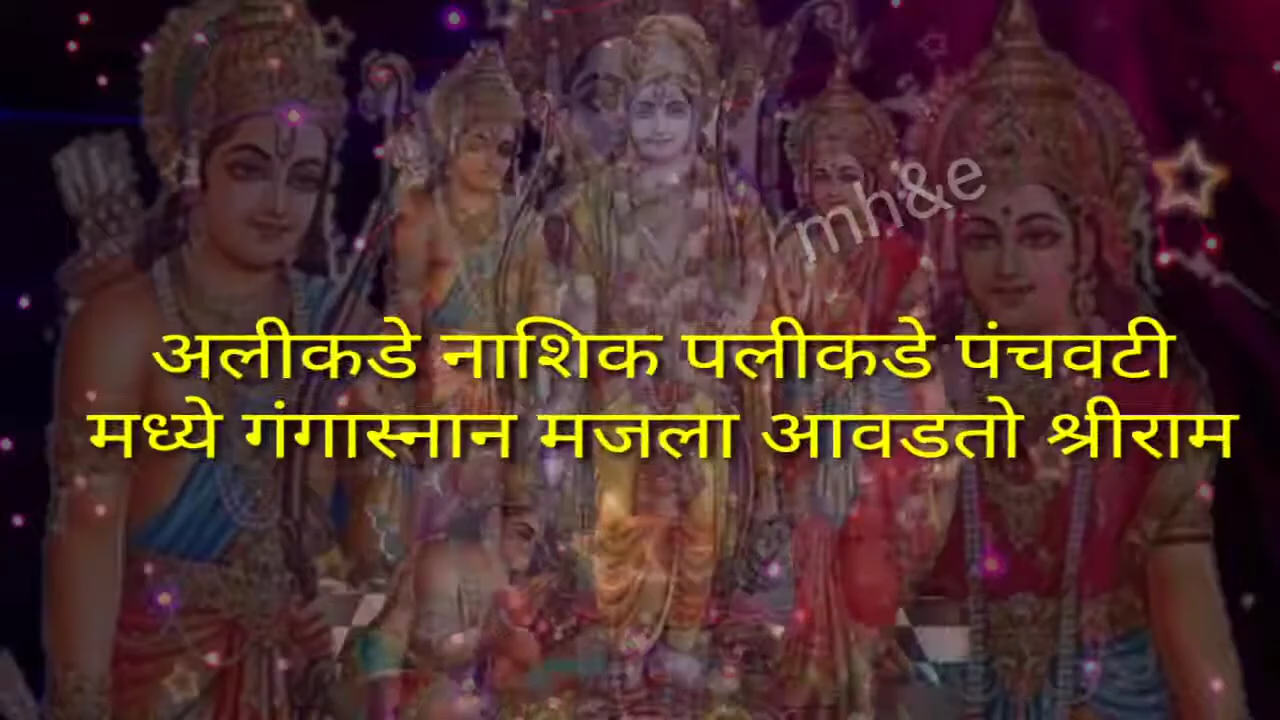 mh&e
अलीकडे नाशिक पलीकडे पंचवटी
मध्ये गंगास्नान मजला आवडतो श्रीराम